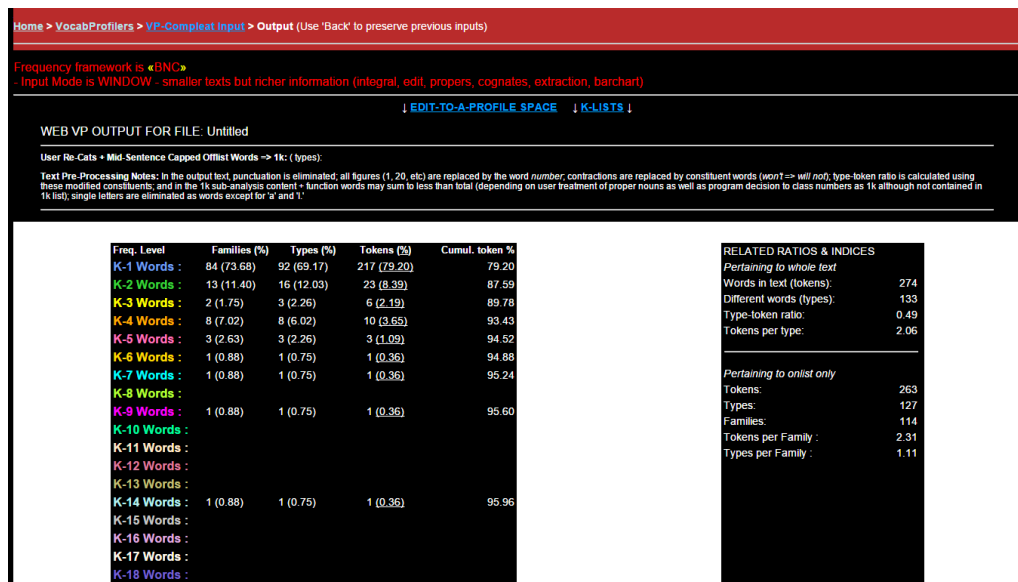 Home > VocabProfilers > VP-Compleat Input > Output (Use 'Back' to preserve previous inputs)
Frequency framework is «BNC»
- Input Mode is WINDOW - smaller texts but richer information (integral, edit, propers, cognates, extraction, barchart)
↓ EDIT-TO-A-PROFILE SPACE ↓ K-LISTS ↓
WEB VP OUTPUT FOR FILE: Untitled
User Re-Cats + Mid-Sentence Capped Offlist Words => 1k: ( types):
Text Pre-Processing Notes: In the output text, punctuation is eliminated; all figures (1, 20, etc) are replaced by the word number; contractions are replaced by constituent words (won't => will not); type-token ratio is calculated using
these modified constituents; and in the 1k sub-analysis content + function words may sum to less than total (depending on user treatment of proper nouns as well as program decision to class numbers as 1k although not contained in
1k list); single letters are eliminated as words except for 'a' and 'I.'
Freq. Level Families (%) Types (%) Tokens (%) Cumul. token %
K-1 Words : 84 (73.68) 92 (69.17) 217 (79.20) 79.20
K-2 Words : 13 (11.40) 16 (12.03) 23 (8.39) 87.59
K-3 Words : 2 (1.75) 3 (2.26) 6 (2.19) 89.78
K-4 Words : 8 (7.02) 8 (6.02) 10 (3.65) 93.43
K-5 Words : 3 (2.63) 3 (2.26) 3 (1.09) 94.52
K-6 Words : 1 (0.88) 1 (0.75) 1 (0.36) 94.88
K-7 Words : 1 (0.88) 1 (0.75) 1 (0.36) 95.24
K-8 Words :
K-9 Words : 1 (0.88) 1 (0.75) 1 (0.36) 95.60
K-10 Words :
K-11 Words :
K-12 Words :
K-13 Words :
K-14 Words : 1 (0.88) 1 (0.75) 1 (0.36) 95.96
K-15 Words :
K-16 Words :
K-17 Words :
K-18 Words :
RELATED RATIOS & INDICES
Pertaining to whole text
Words in text (tokens): 274
Different words (types): 133
Type-token ratio: 0.49
Tokens per type: 2.06
Pertaining to onlist only
Tokens: 263
Types: 127
Families: 114
Tokens per Family : 2.31
Types per Family : 1.11